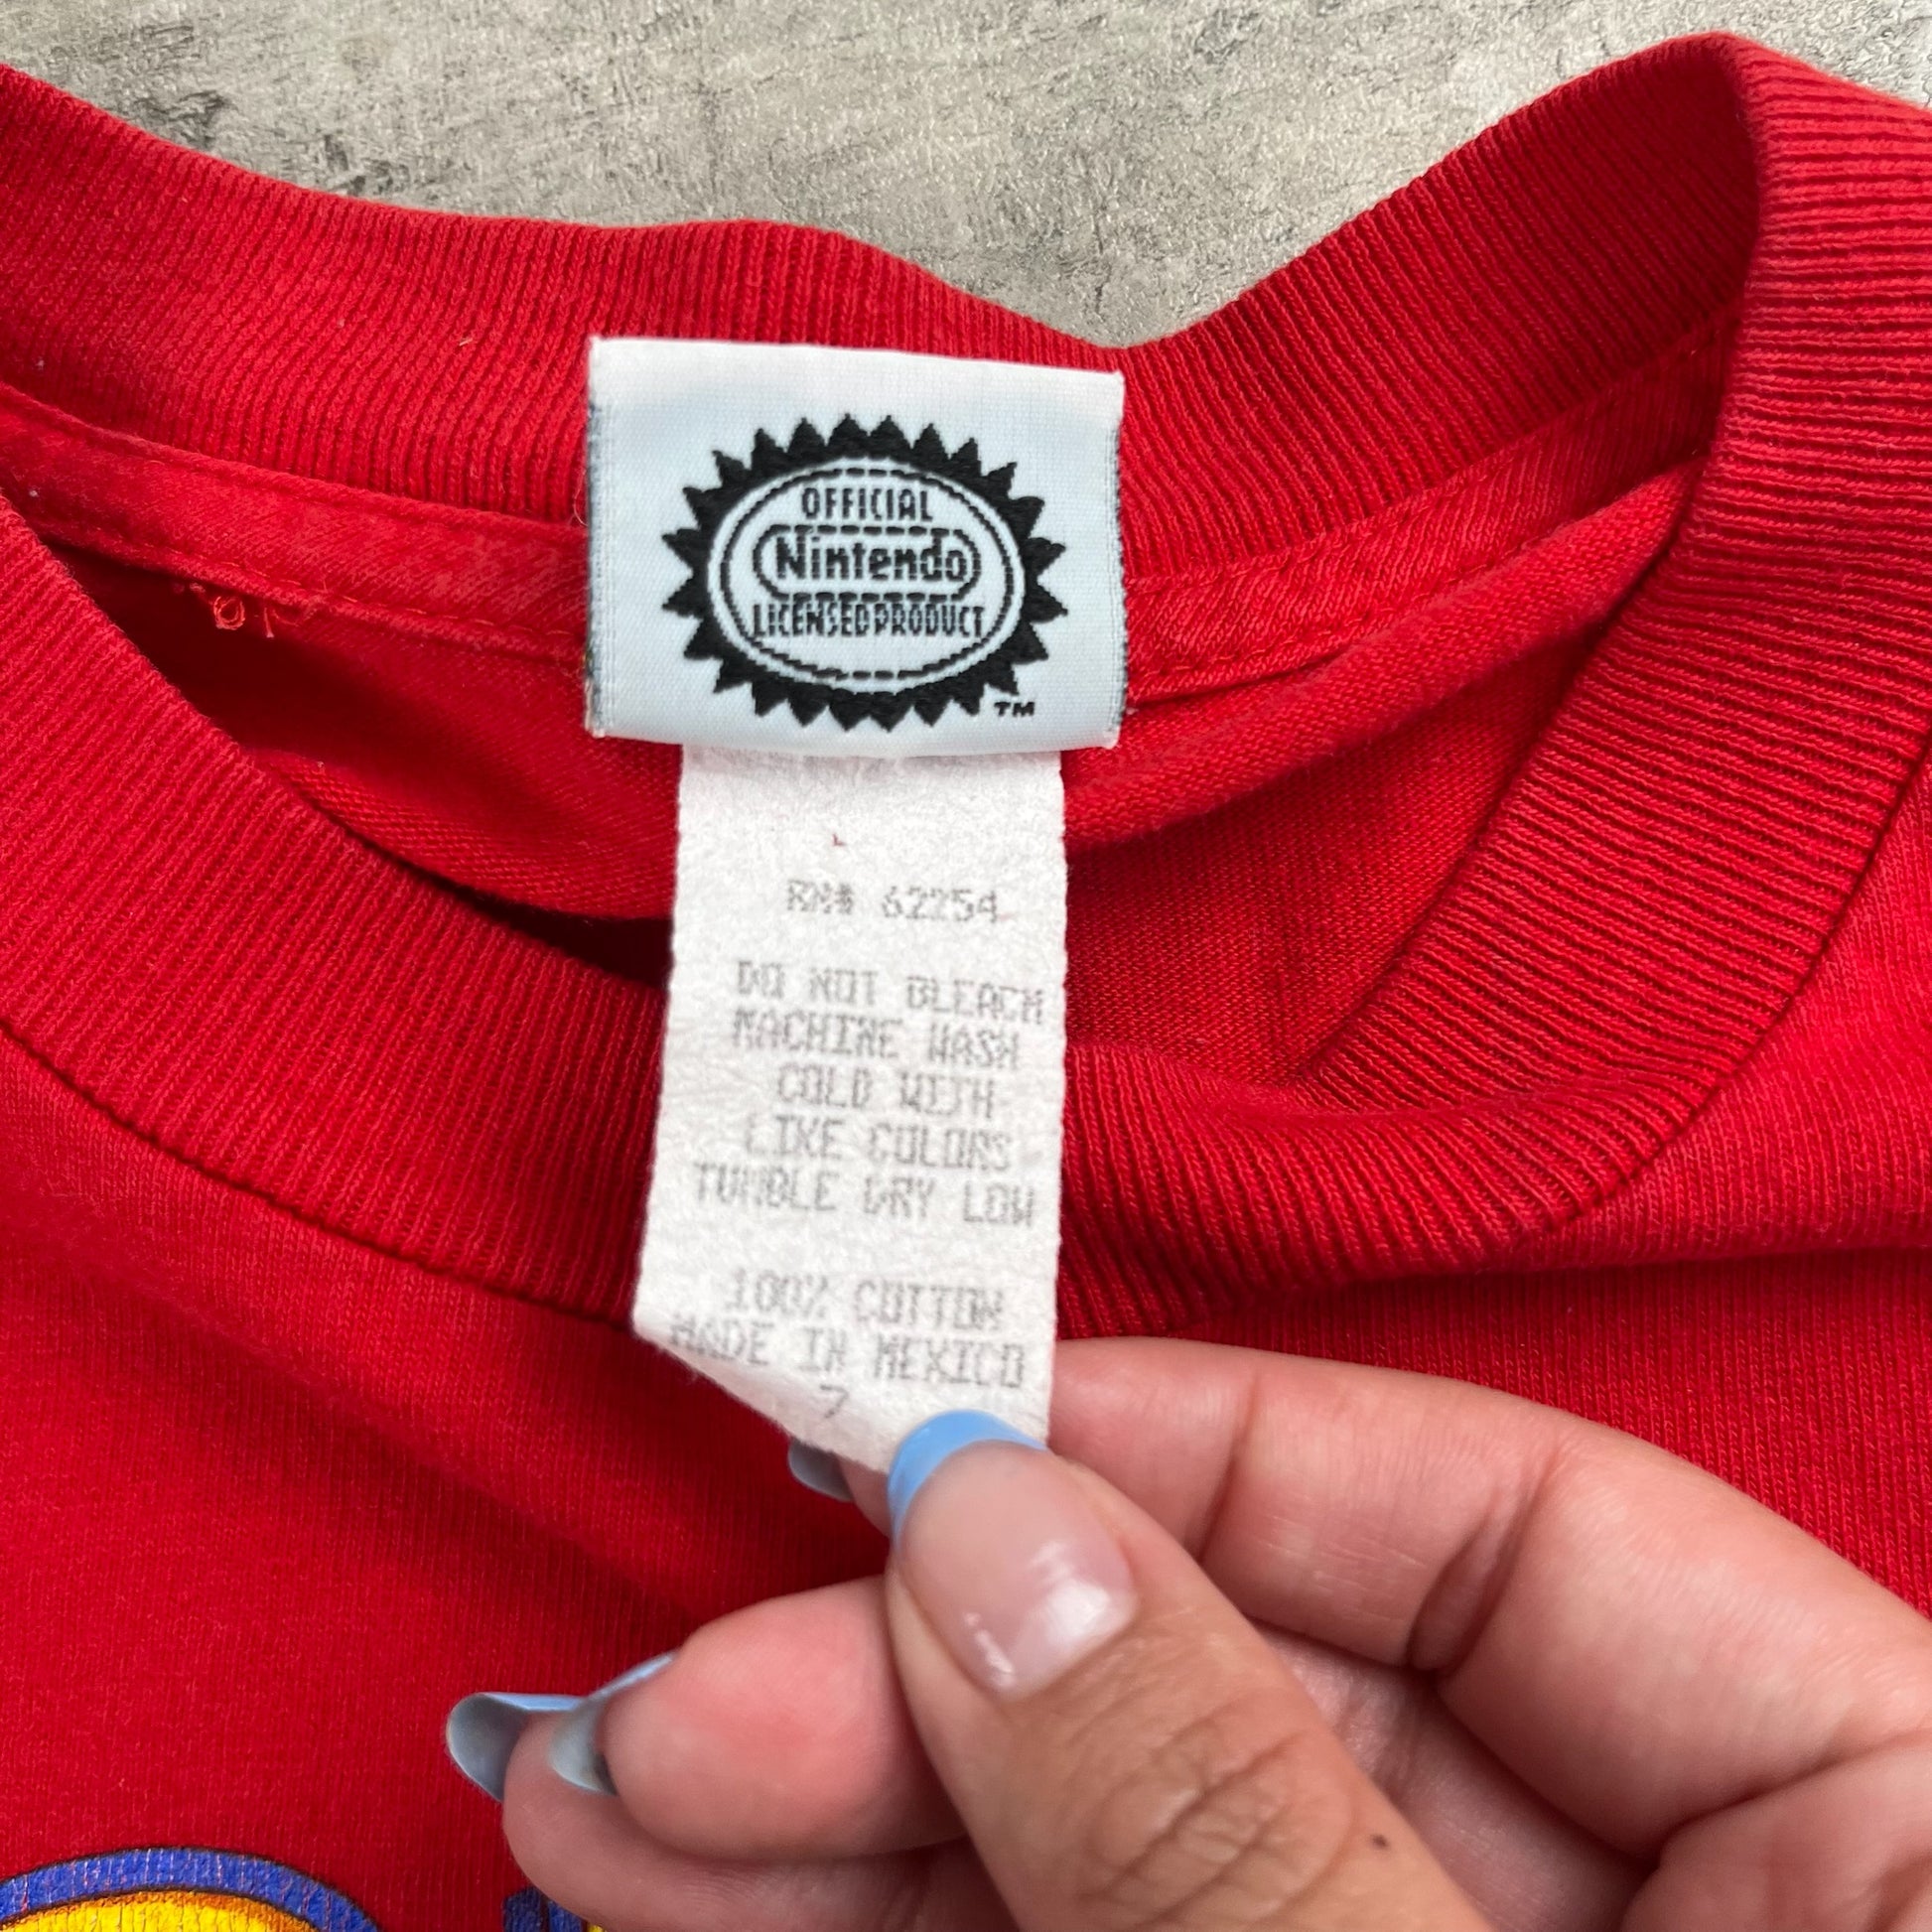 OFFICIAL
Nintendo
LICENSED PRODUCT
TM
RN# 62254
DO NOT BLEACH
MACHINE WASH
COLD WITH
LIKE COLORS
TUMBLE DRY LOW
100% COTTON
MADE IN MEXICO
7